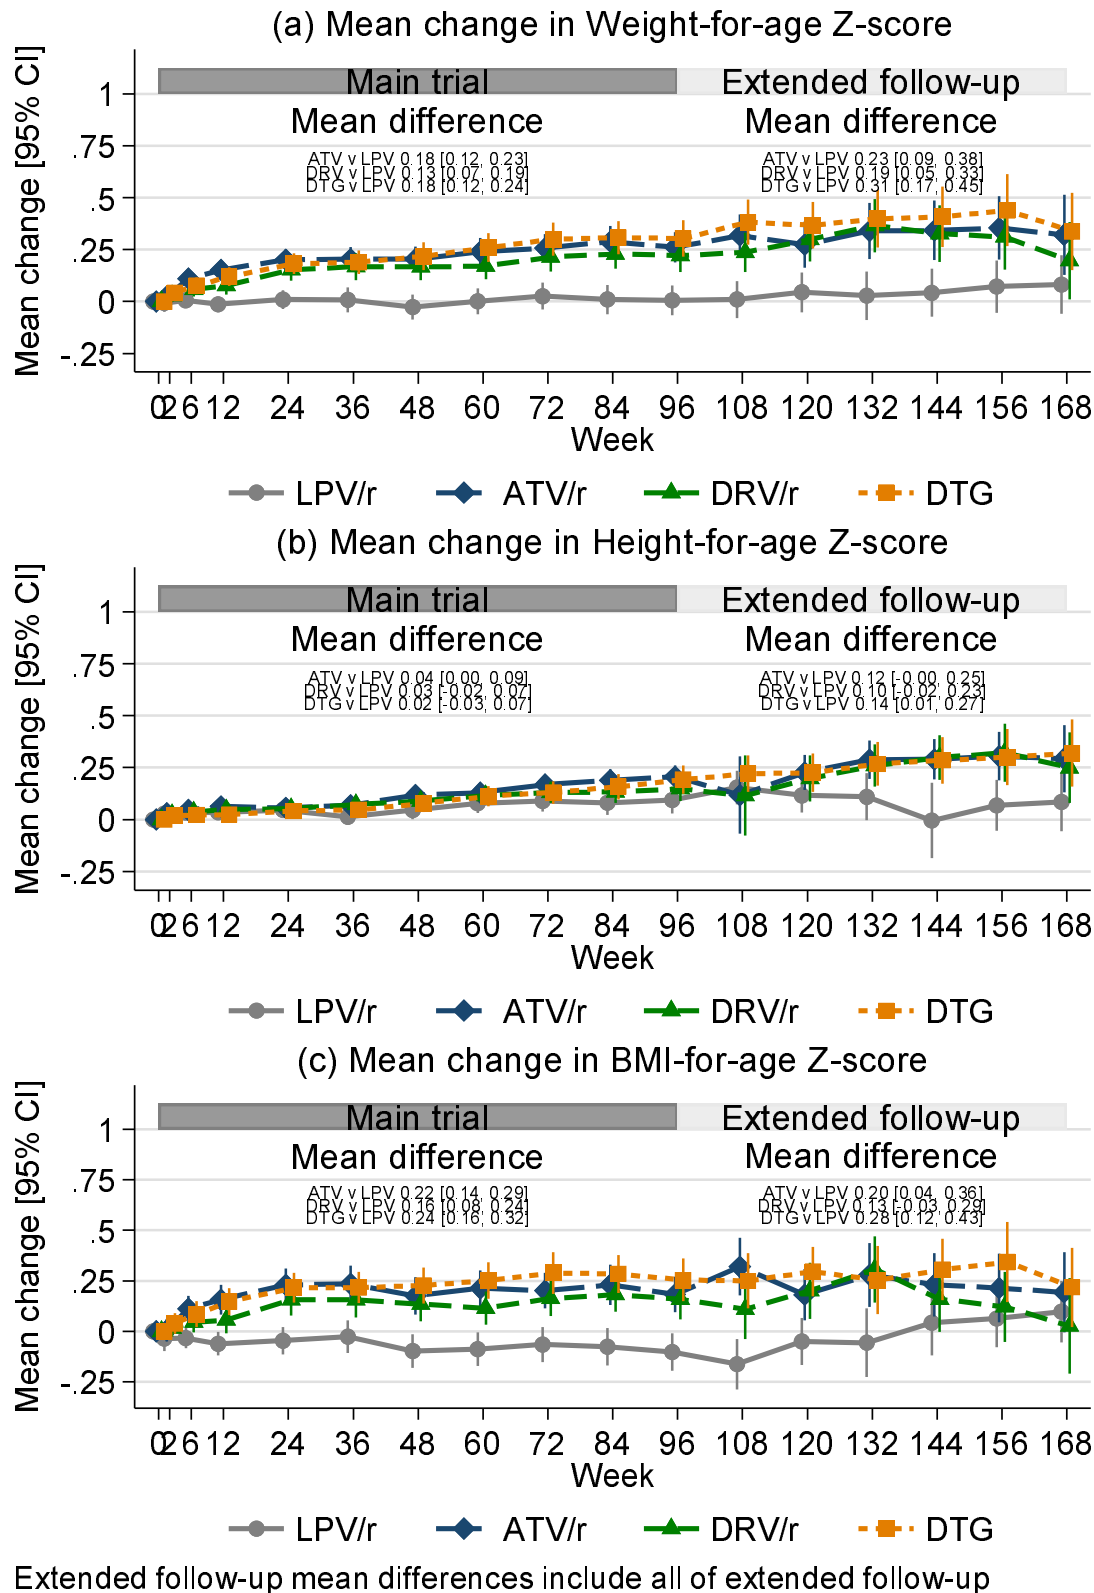 (a) Mean change in Weight-for-age Z-score
Mean change [95% CI]
Main trial
Extended follow-up
Mean difference
Mean difference
ATV v LPV 0.18 [0.12, 0.23]
DRV v LPV 0.13 [0.07, 0.19]
DTG v LPV 0.18 [0.12, 0.24]
ATV v LPV 0.23 [0.09, 0.38]
DRV v LPV 0.19 [0.05, 0.33]
DTG v LPV 0.31 [0.17, 0.45]
1
.75
.5
.25
0
-.25
0 2 6 12 24 36 48 60 72 84 96 108 120 132 144 156 168
Week
LPV/r ATV/r DRV/r DTG
(b) Mean change in Height-for-age Z-score
Mean change [95% CI]
Main trial
Extended follow-up
Mean difference
Mean difference
ATV v LPV 0.04 [0.00, 0.09]
DRV v LPV 0.03 [-0.02, 0.07]
DTG v LPV 0.02 [-0.03, 0.07]
ATV v LPV 0.12 [-0.00, 0.25]
DRV v LPV 0.10 [-0.02, 0.23]
DTG v LPV 0.14 [0.01, 0.27]
1
.75
.5
.25
0
-.25
0 2 6 12 24 36 48 60 72 84 96 108 120 132 144 156 168
Week
LPV/r ATV/r DRV/r DTG
(c) Mean change in BMI-for-age Z-score
Mean change [95% CI]
Main trial
Extended follow-up
Mean difference
Mean difference
ATV v LPV 0.22 [0.14, 0.29]
DRV v LPV 0.16 [0.08, 0.24]
DTG v LPV 0.24 [0.16, 0.32]
ATV v LPV 0.20 [0.04, 0.36]
DRV v LPV 0.13 [-0.03, 0.29]
DTG v LPV 0.28 [0.12, 0.43]
1
.75
.5
.25
0
-.25
0 2 6 12 24 36 48 60 72 84 96 108 120 132 144 156 168
Week
LPV/r ATV/r DRV/r DTG
Extended follow-up mean differences include all of extended follow-up